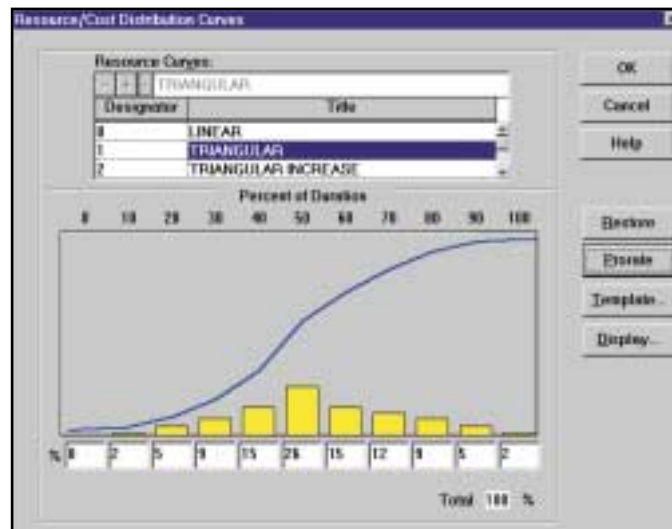 Resource/Cost Distribution Curves
Resource Curves:
- + TRIANGULAR
Designator Title
0 LINEAR
1 TRIANGULAR
2 TRIANGULAR INCREASE
Percent of Duration
0 10 20 30 40 50 60 70 80 90 100
% 0 2 5 9 15 26 15 12 9 5 2
Total 100 %
OK
Cancel
Help
Restore
Prorate
Template...
Display...